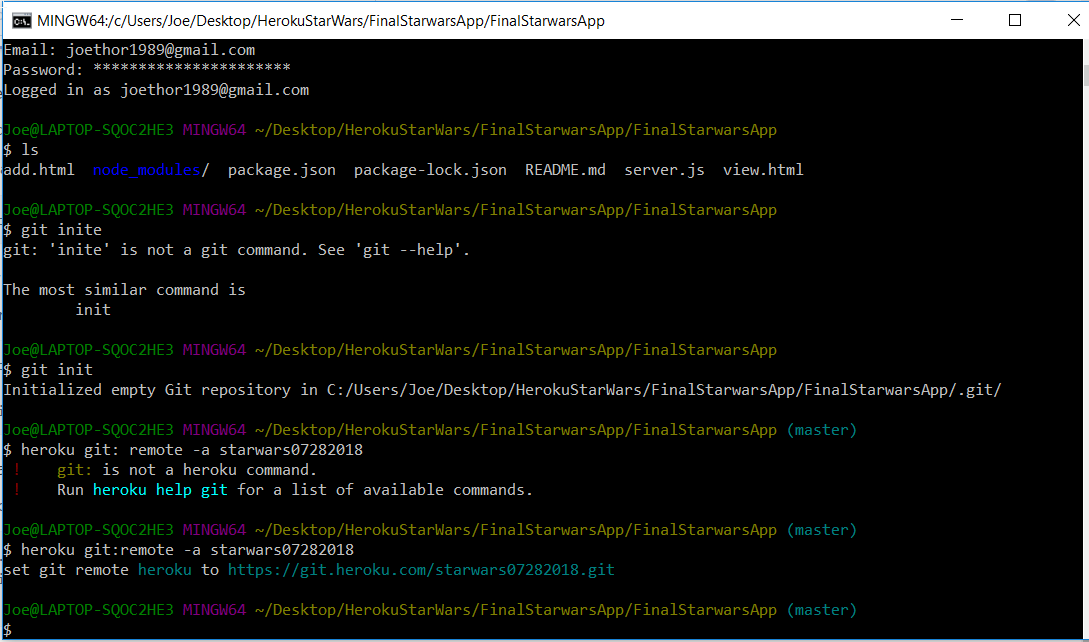 MINGW64:/c/Users/Joe/Desktop/HerokuStarWars/FinalStarwarsApp/FinalStarwarsApp
Email: joethor1989@gmail.com
Password: **********************
Logged in as joethor1989@gmail.com
Joe@LAPTOP-SQOC2HE3 MINGW64 ~/Desktop/HerokuStarWars/FinalStarwarsApp/FinalStarwarsApp
$ ls
add.html  node_modules/  package.json  package-lock.json  README.md  server.js  view.html
Joe@LAPTOP-SQOC2HE3 MINGW64 ~/Desktop/HerokuStarWars/FinalStarwarsApp/FinalStarwarsApp
$ git inite
git: 'inite' is not a git command. See 'git --help'.
The most similar command is
init
Joe@LAPTOP-SQOC2HE3 MINGW64 ~/Desktop/HerokuStarWars/FinalStarwarsApp/FinalStarwarsApp
$ git init
Initialized empty Git repository in C:/Users/Joe/Desktop/HerokuStarWars/FinalStarwarsApp/FinalStarwarsApp/.git/
Joe@LAPTOP-SQOC2HE3 MINGW64 ~/Desktop/HerokuStarWars/FinalStarwarsApp/FinalStarwarsApp (master)
$ heroku git: remote -a starwars07282018
!    git: is not a heroku command.
!    Run heroku help git for a list of available commands.
Joe@LAPTOP-SQOC2HE3 MINGW64 ~/Desktop/HerokuStarWars/FinalStarwarsApp/FinalStarwarsApp (master)
$ heroku git:remote -a starwars07282018
set git remote heroku to https://git.heroku.com/starwars07282018.git
Joe@LAPTOP-SQOC2HE3 MINGW64 ~/Desktop/HerokuStarWars/FinalStarwarsApp/FinalStarwarsApp (master)
$